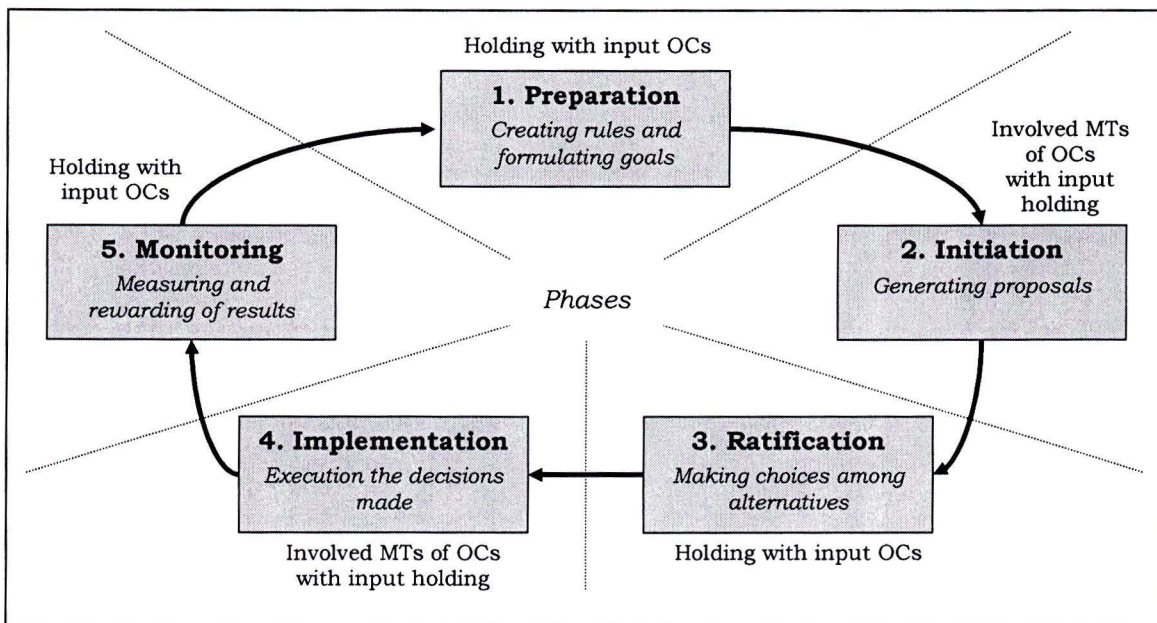 Holding with input OCs
1. Preparation
Creating rules and
formulating goals
Involved MTs
of OCs
with input
holding
2. Initiation
Generating proposals
3. Ratification
Making choices among
alternatives
Holding with input OCs
4. Implementation
Execution the decisions
made
Involved MTs of OCs
with input holding
Holding with
input OCs
5. Monitoring
Measuring and
rewarding of results
Phases